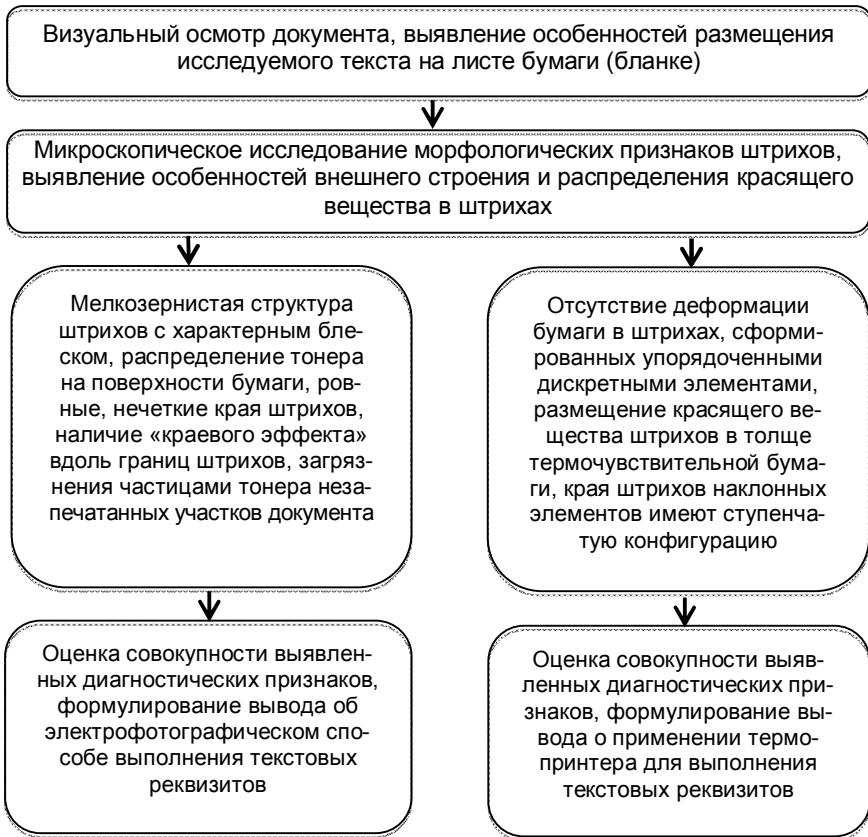 Визуальный осмотр документа, выявление особенностей размещения
исследуемого текста на листе бумаги (бланке)
Микроскопическое исследование морфологических признаков штрихов,
выявление особенностей внешнего строения и распределения красящего
вещества в штрихах
Мелкозернистая структура
штрихов с характерным бле-
ском, распределение тонера
на поверхности бумаги, ров-
ные, нечеткие края штрихов,
наличие «краевого эффекта»
вдоль границ штрихов, загряз-
нения частицами тонера неза-
печатанных участков документа
Отсутствие деформации
бумаги в штрихах, сформи-
рованных упорядоченными
дискретными элементами,
размещение красящего ве-
щества штрихов в толще
термочувствительной бума-
ги, края штрихов наклонных
элементов имеют ступенча-
тую конфигурацию
Оценка совокупности выявлен-
ных диагностических признаков,
формулирование вывода об
электрофотографическом спо-
собе выполнения текстовых
реквизитов
Оценка совокупности выяв-
ленных диагностических при-
знаков, формулирование вы-
вода о применении термо-
принтера для выполнения
текстовых реквизитов